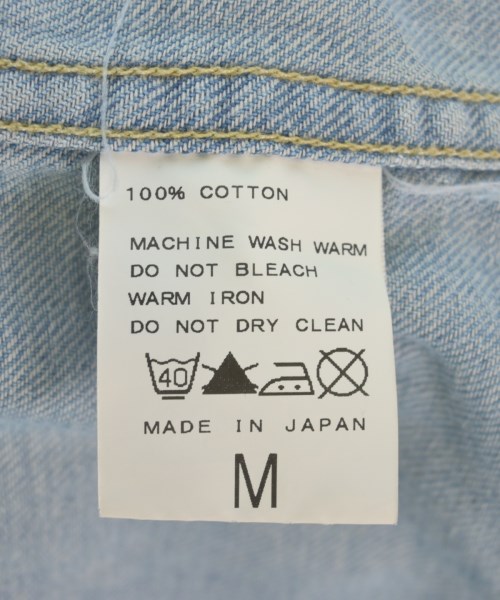 100% COTTON
MACHINE WASH WARM
DO NOT BLEACH
WARM IRON
DO NOT DRY CLEAN
40
MADE IN JAPAN
M